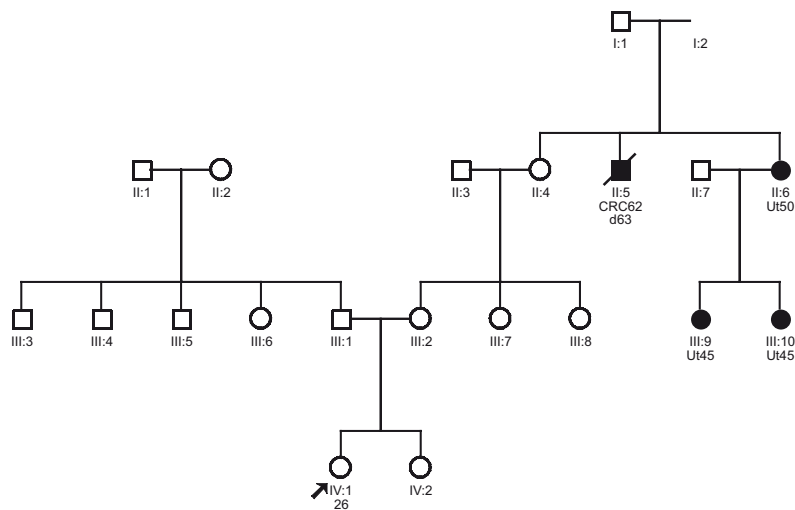 I:1 I:2
II:1 II:2 II:3 II:4 II:5 II:7 II:6
CRC62 Ut50
d63
III:3 III:4 III:5 III:6 III:1 III:2 III:7 III:8 III:9 III:10
Ut45 Ut45
IV:1 IV:2
26